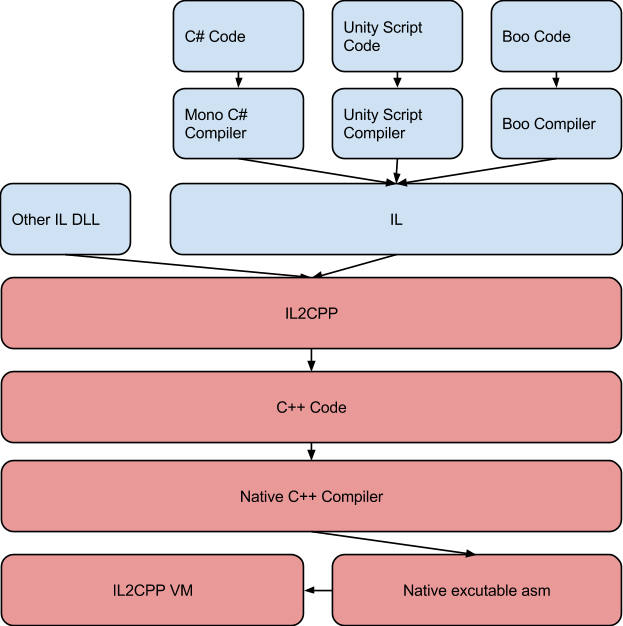 C# Code
Unity Script
Code
Boo Code
Mono C#
Compiler
Unity Script
Compiler
Boo Compiler
Other IL DLL
IL
IL2CPP
C++ Code
Native C++ Compiler
IL2CPP VM
Native excutable asm